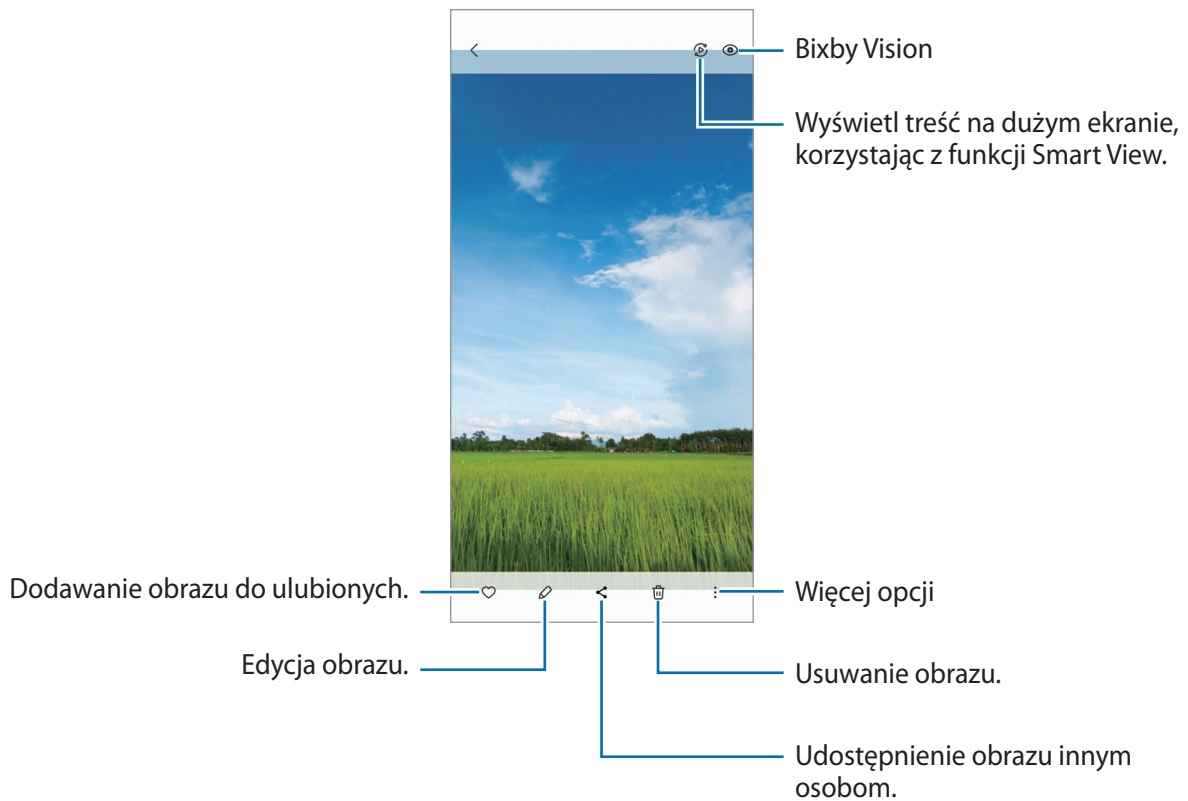 Bixby Vision
Wyświetl treść na dużym ekranie,
korzystając z funkcji Smart View.
Dodawanie obrazu do ulubionych.
Więcej opcji
Edycja obrazu.
Usuwanie obrazu.
Udostępnienie obrazu innym
osobom.